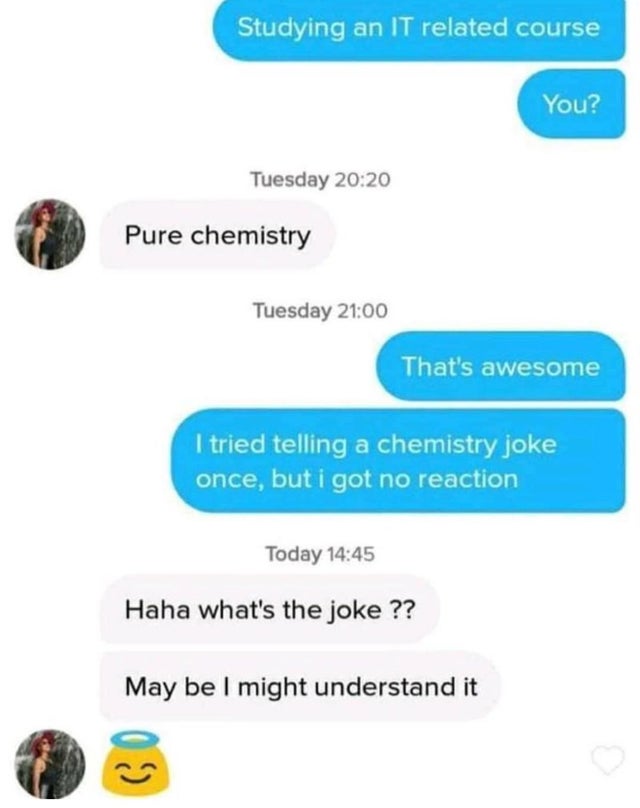 Studying an IT related course
You?
Tuesday 20:20
Pure chemistry
Tuesday 21:00
That's awesome
I tried telling a chemistry joke
once, but i got no reaction
Today 14:45
Haha what's the joke ??
May be I might understand it